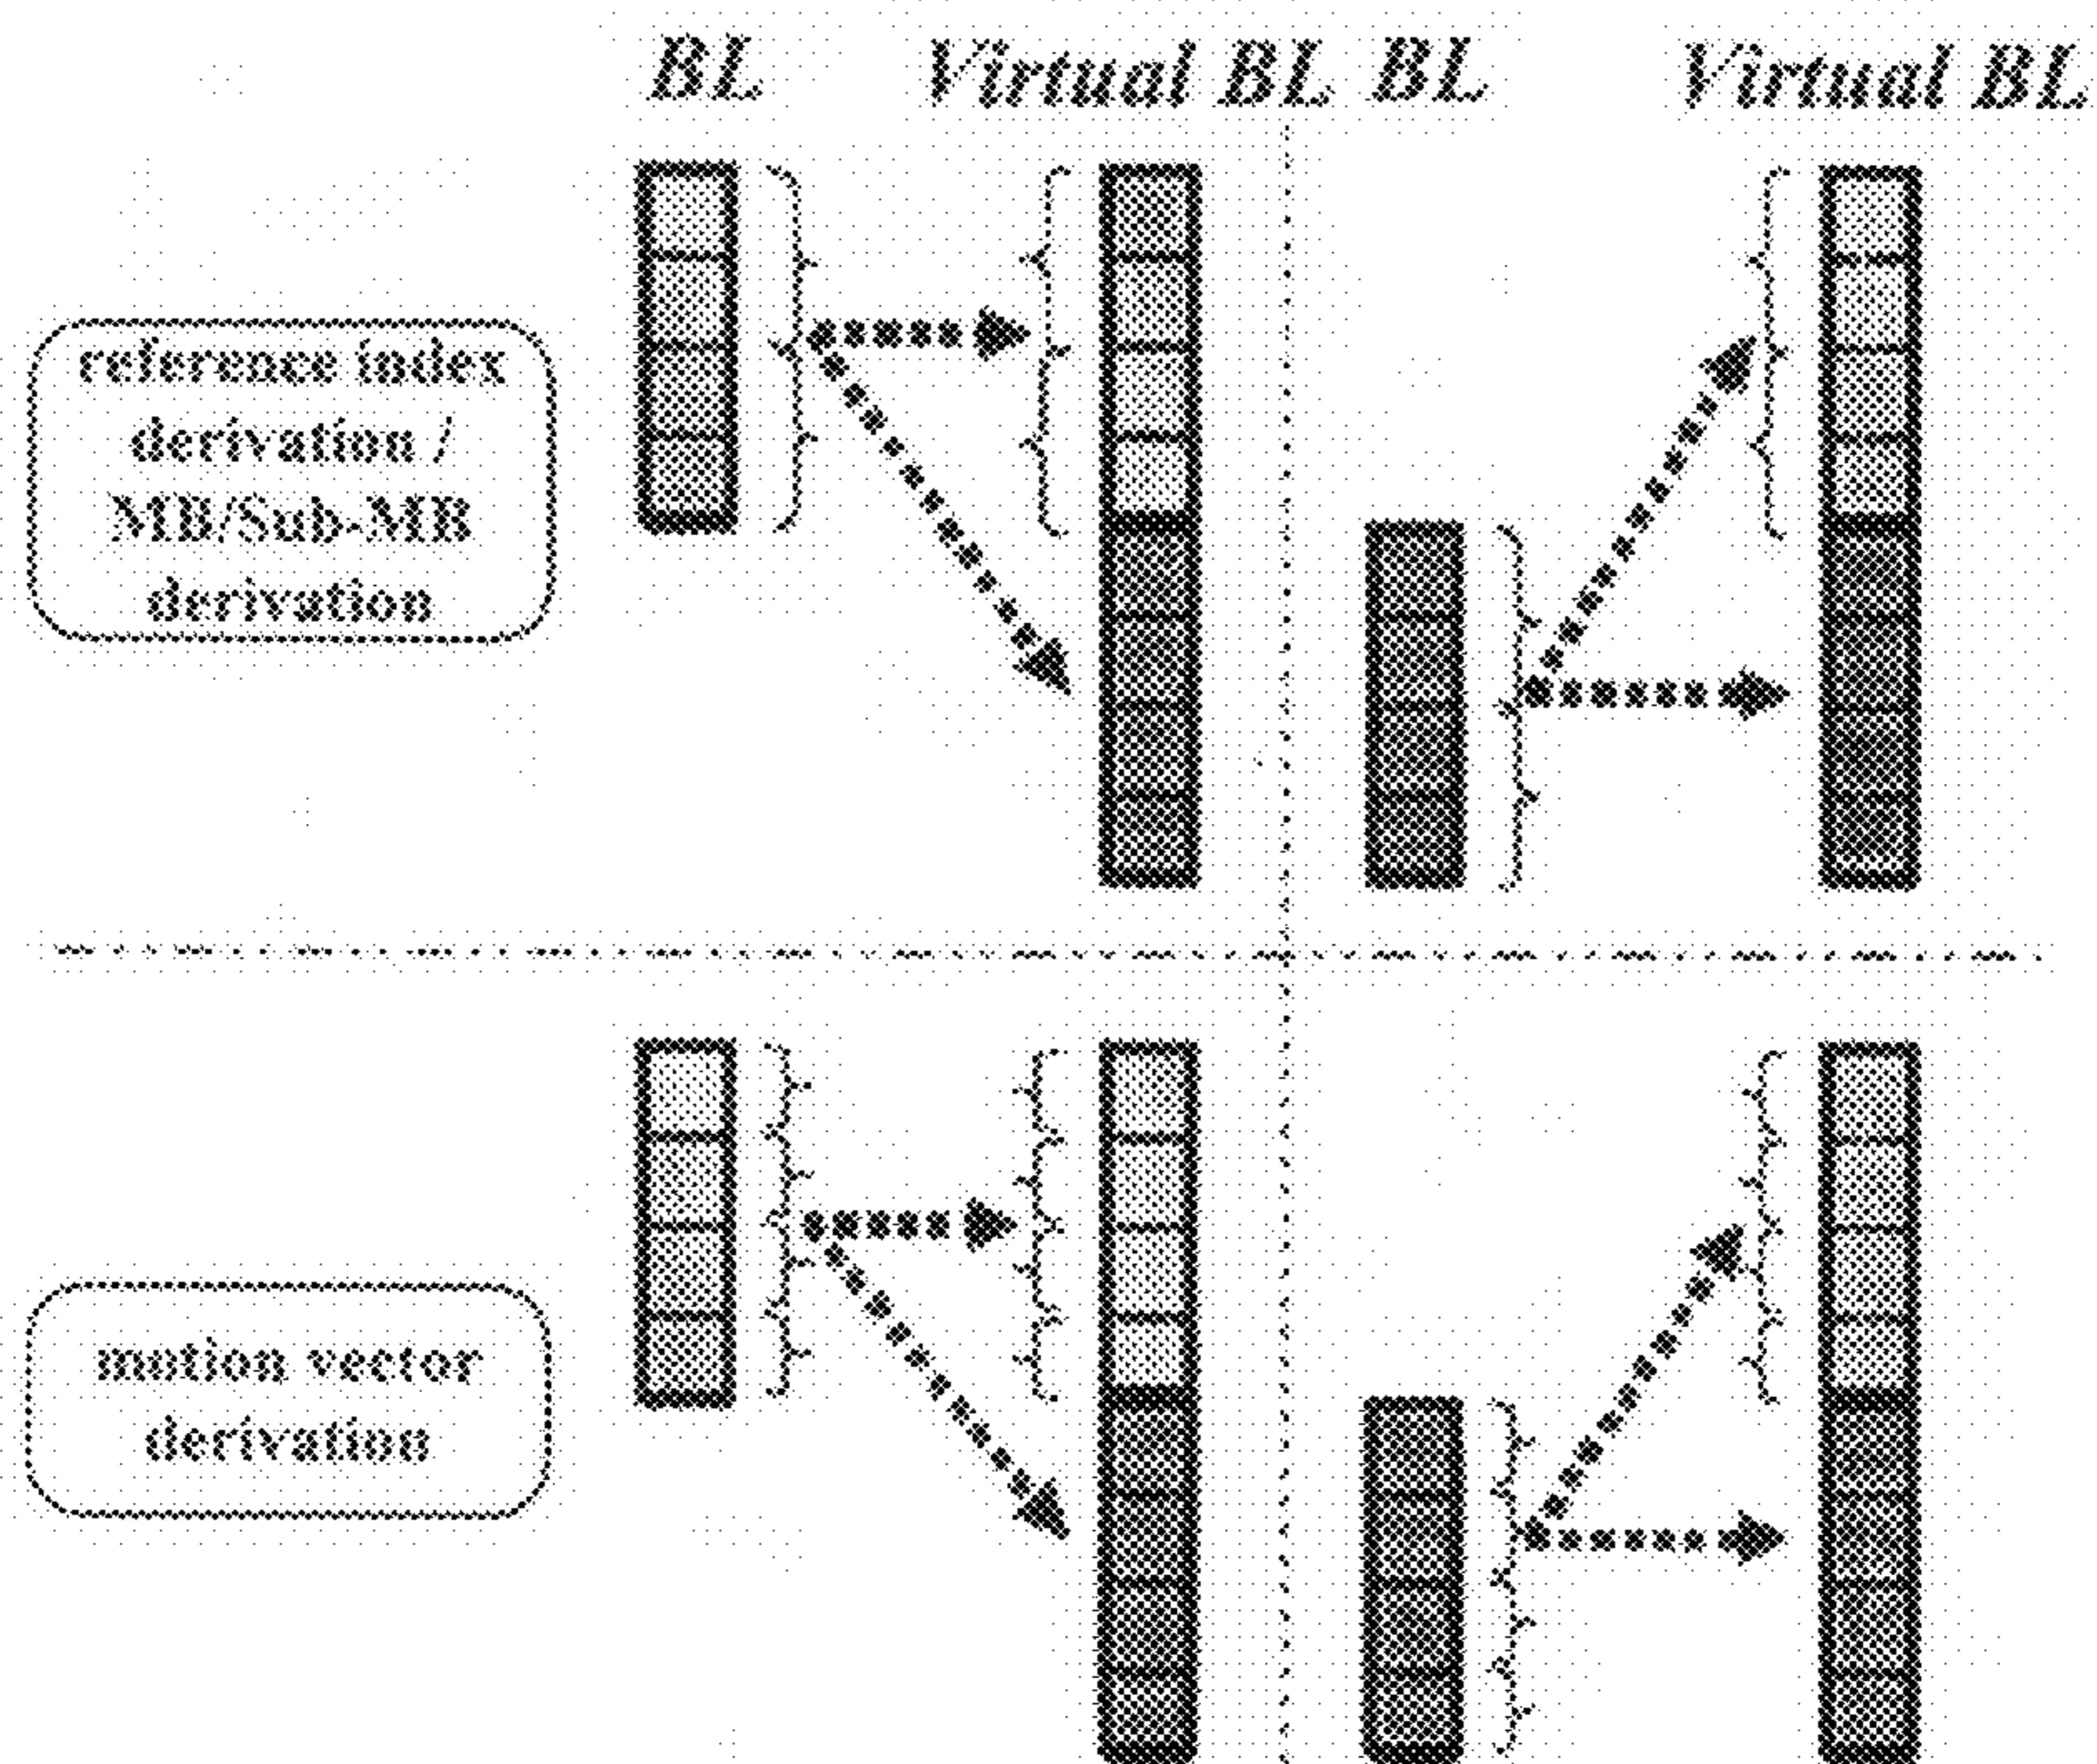 BL Virtual BL BL Virtual BL
reference index
derivation /
MB/Sub-MB
derivation
motion vector
derivation